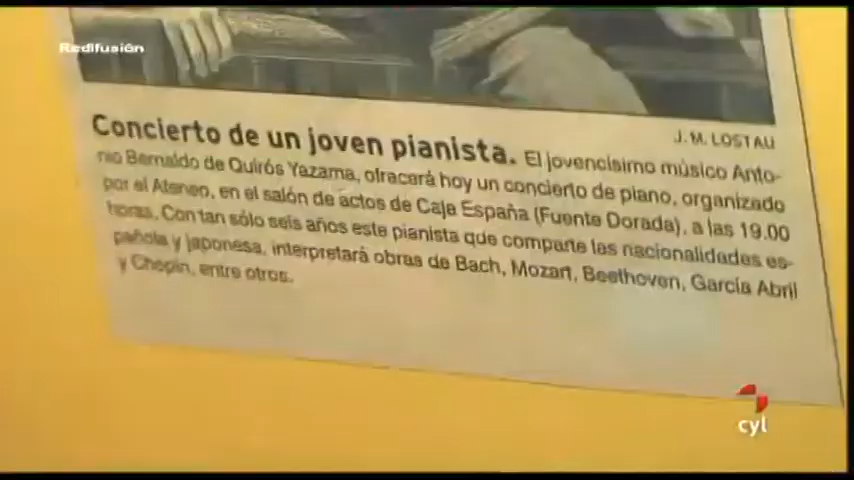 Redifusión
J. M. LOSTAU
Concierto de un joven pianista. El jovencísimo músico Anto-
nio Bernaldo de Quirós Yazama, ofracerá hoy un concierto de piano, organizado
por el Ateneo, en el salón de actos de Caja España (Fuente Dorada), a las 19.00
horas. Con tan sólo seis años este pianista que comparte las nacionalidades es-
pañola y japonesa, interpretará obras de Bach, Mozart, Beethoven, García Abril
y Chopin, entre otros.
cyl